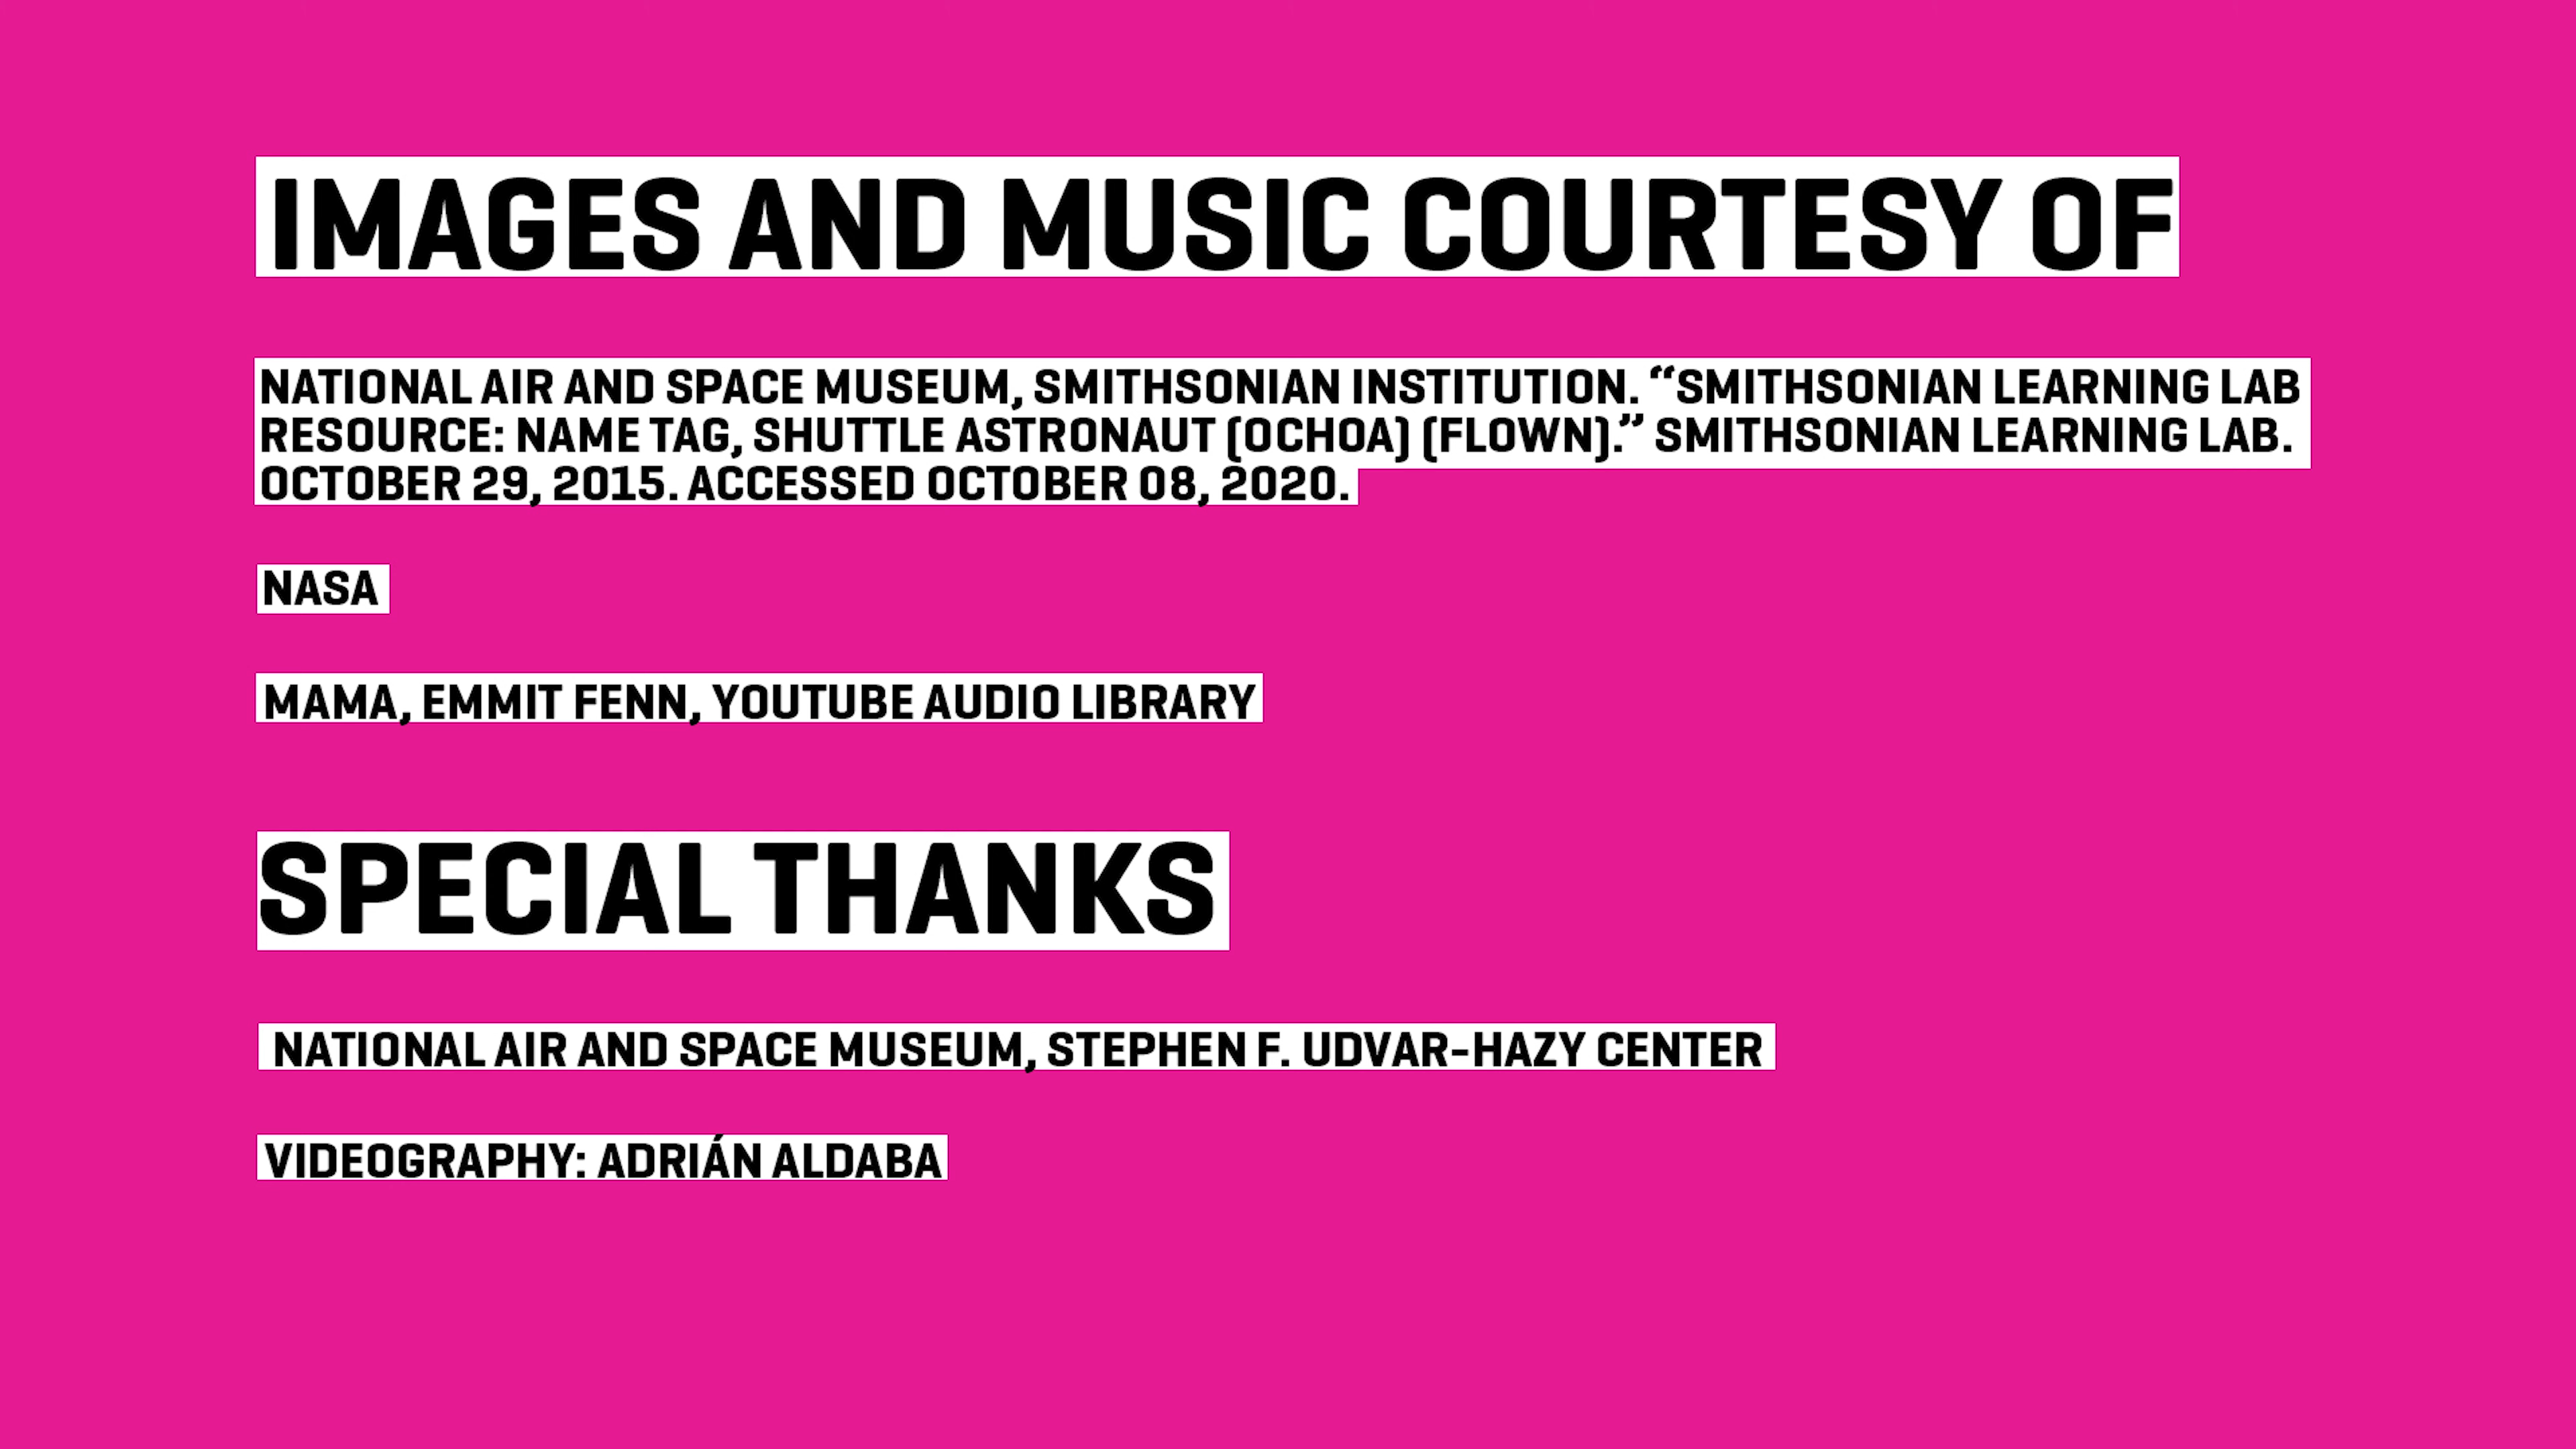 IMAGES AND MUSIC COURTESY OF
NATIONAL AIR AND SPACE MUSEUM, SMITHSONIAN INSTITUTION. “SMITHSONIAN LEARNING LAB
RESOURCE: NAME TAG, SHUTTLE ASTRONAUT (OCHOA) (FLOWN).” SMITHSONIAN LEARNING LAB.
OCTOBER 29, 2015. ACCESSED OCTOBER 08, 2020.
NASA
MAMA, EMMIT FENN, YOUTUBE AUDIO LIBRARY
SPECIAL THANKS
NATIONAL AIR AND SPACE MUSEUM, STEPHEN F. UDVAR-HAZY CENTER
VIDEOGRAPHY: ADRIÁN ALDABA